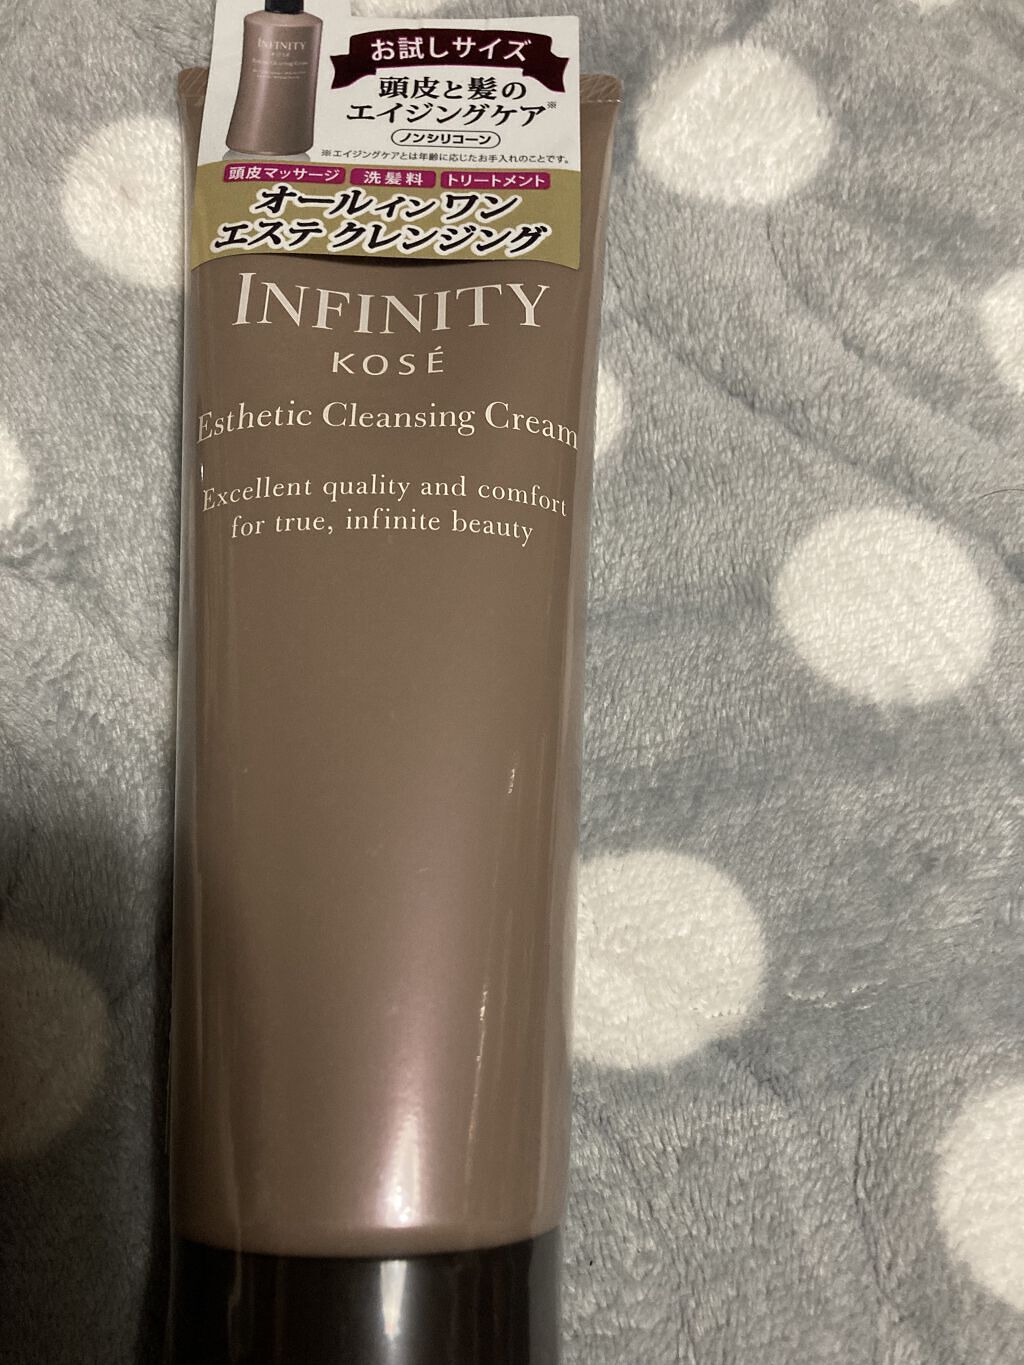 INFINITY
お試しサイズ
頭皮と髪の
エイジングケア※
ノンシリコーン
※エイジングケアとは年齢に応じたお手入れのことです。
頭皮マッサージ 洗髪料 トリートメント
オールインワン
エステ クレンジング
INFINITY
KOSÉ
Esthetic Cleansing Cream
Excellent quality and comfort
for true, infinite beauty